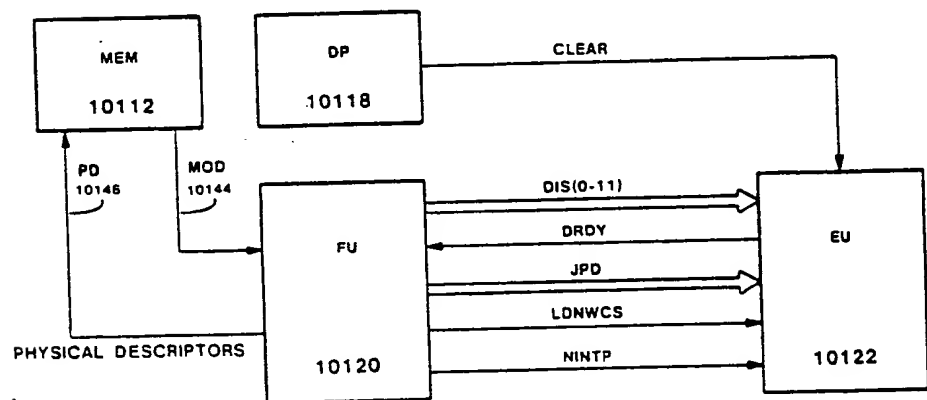 MEM
10112
DP
10118
CLEAR
PD
10146
MOD
10144
DIS(0-11)
FU
DRDY
EU
JPD
LDNWCS
PHYSICAL DESCRIPTORS
10120
NINTP
10122